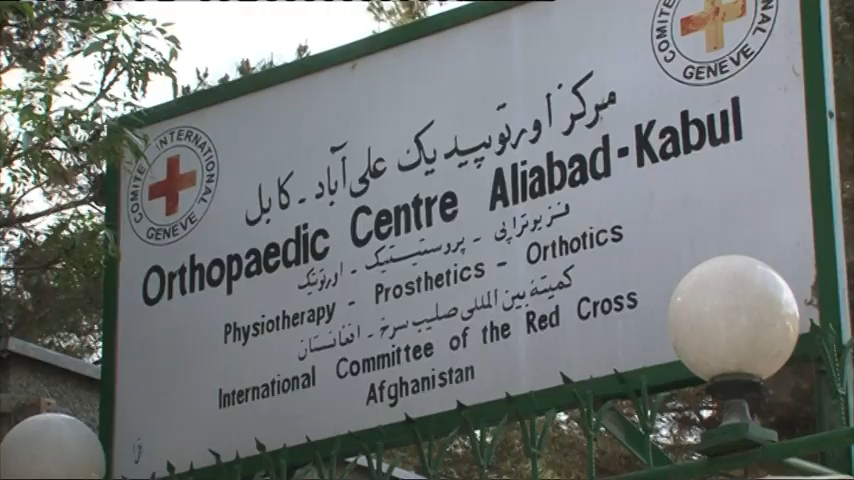 COMITE INTERNATIONAL GENEVE
COMITE INTERNATIONAL GENEVE
مرکز اورتوپیدیک علی آباد - کابل
Orthopaedic Centre Aliabad-Kabul
فزیوتراپی - پروستیتیک - اورتوتیک
Physiotherapy - Prosthetics - Orthotics
کمیته بین المللی صلیب سرخ - افغانستان
International Committee of the Red Cross
Afghanistan